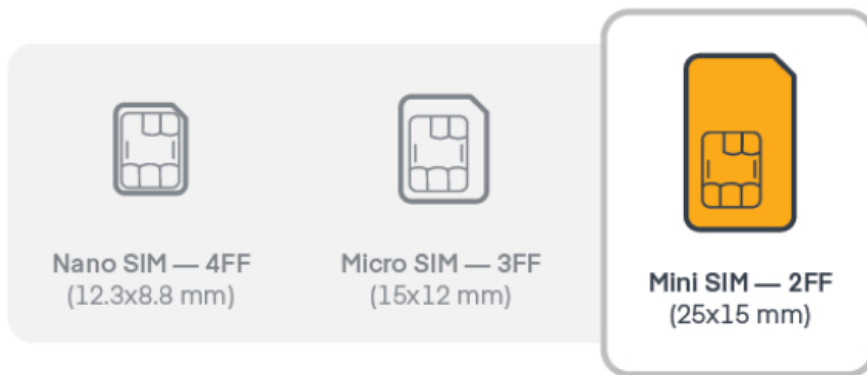 Nano SIM — 4FF
(12.3x8.8 mm)
Micro SIM — 3FF
(15x12 mm)
Mini SIM — 2FF
(25x15 mm)